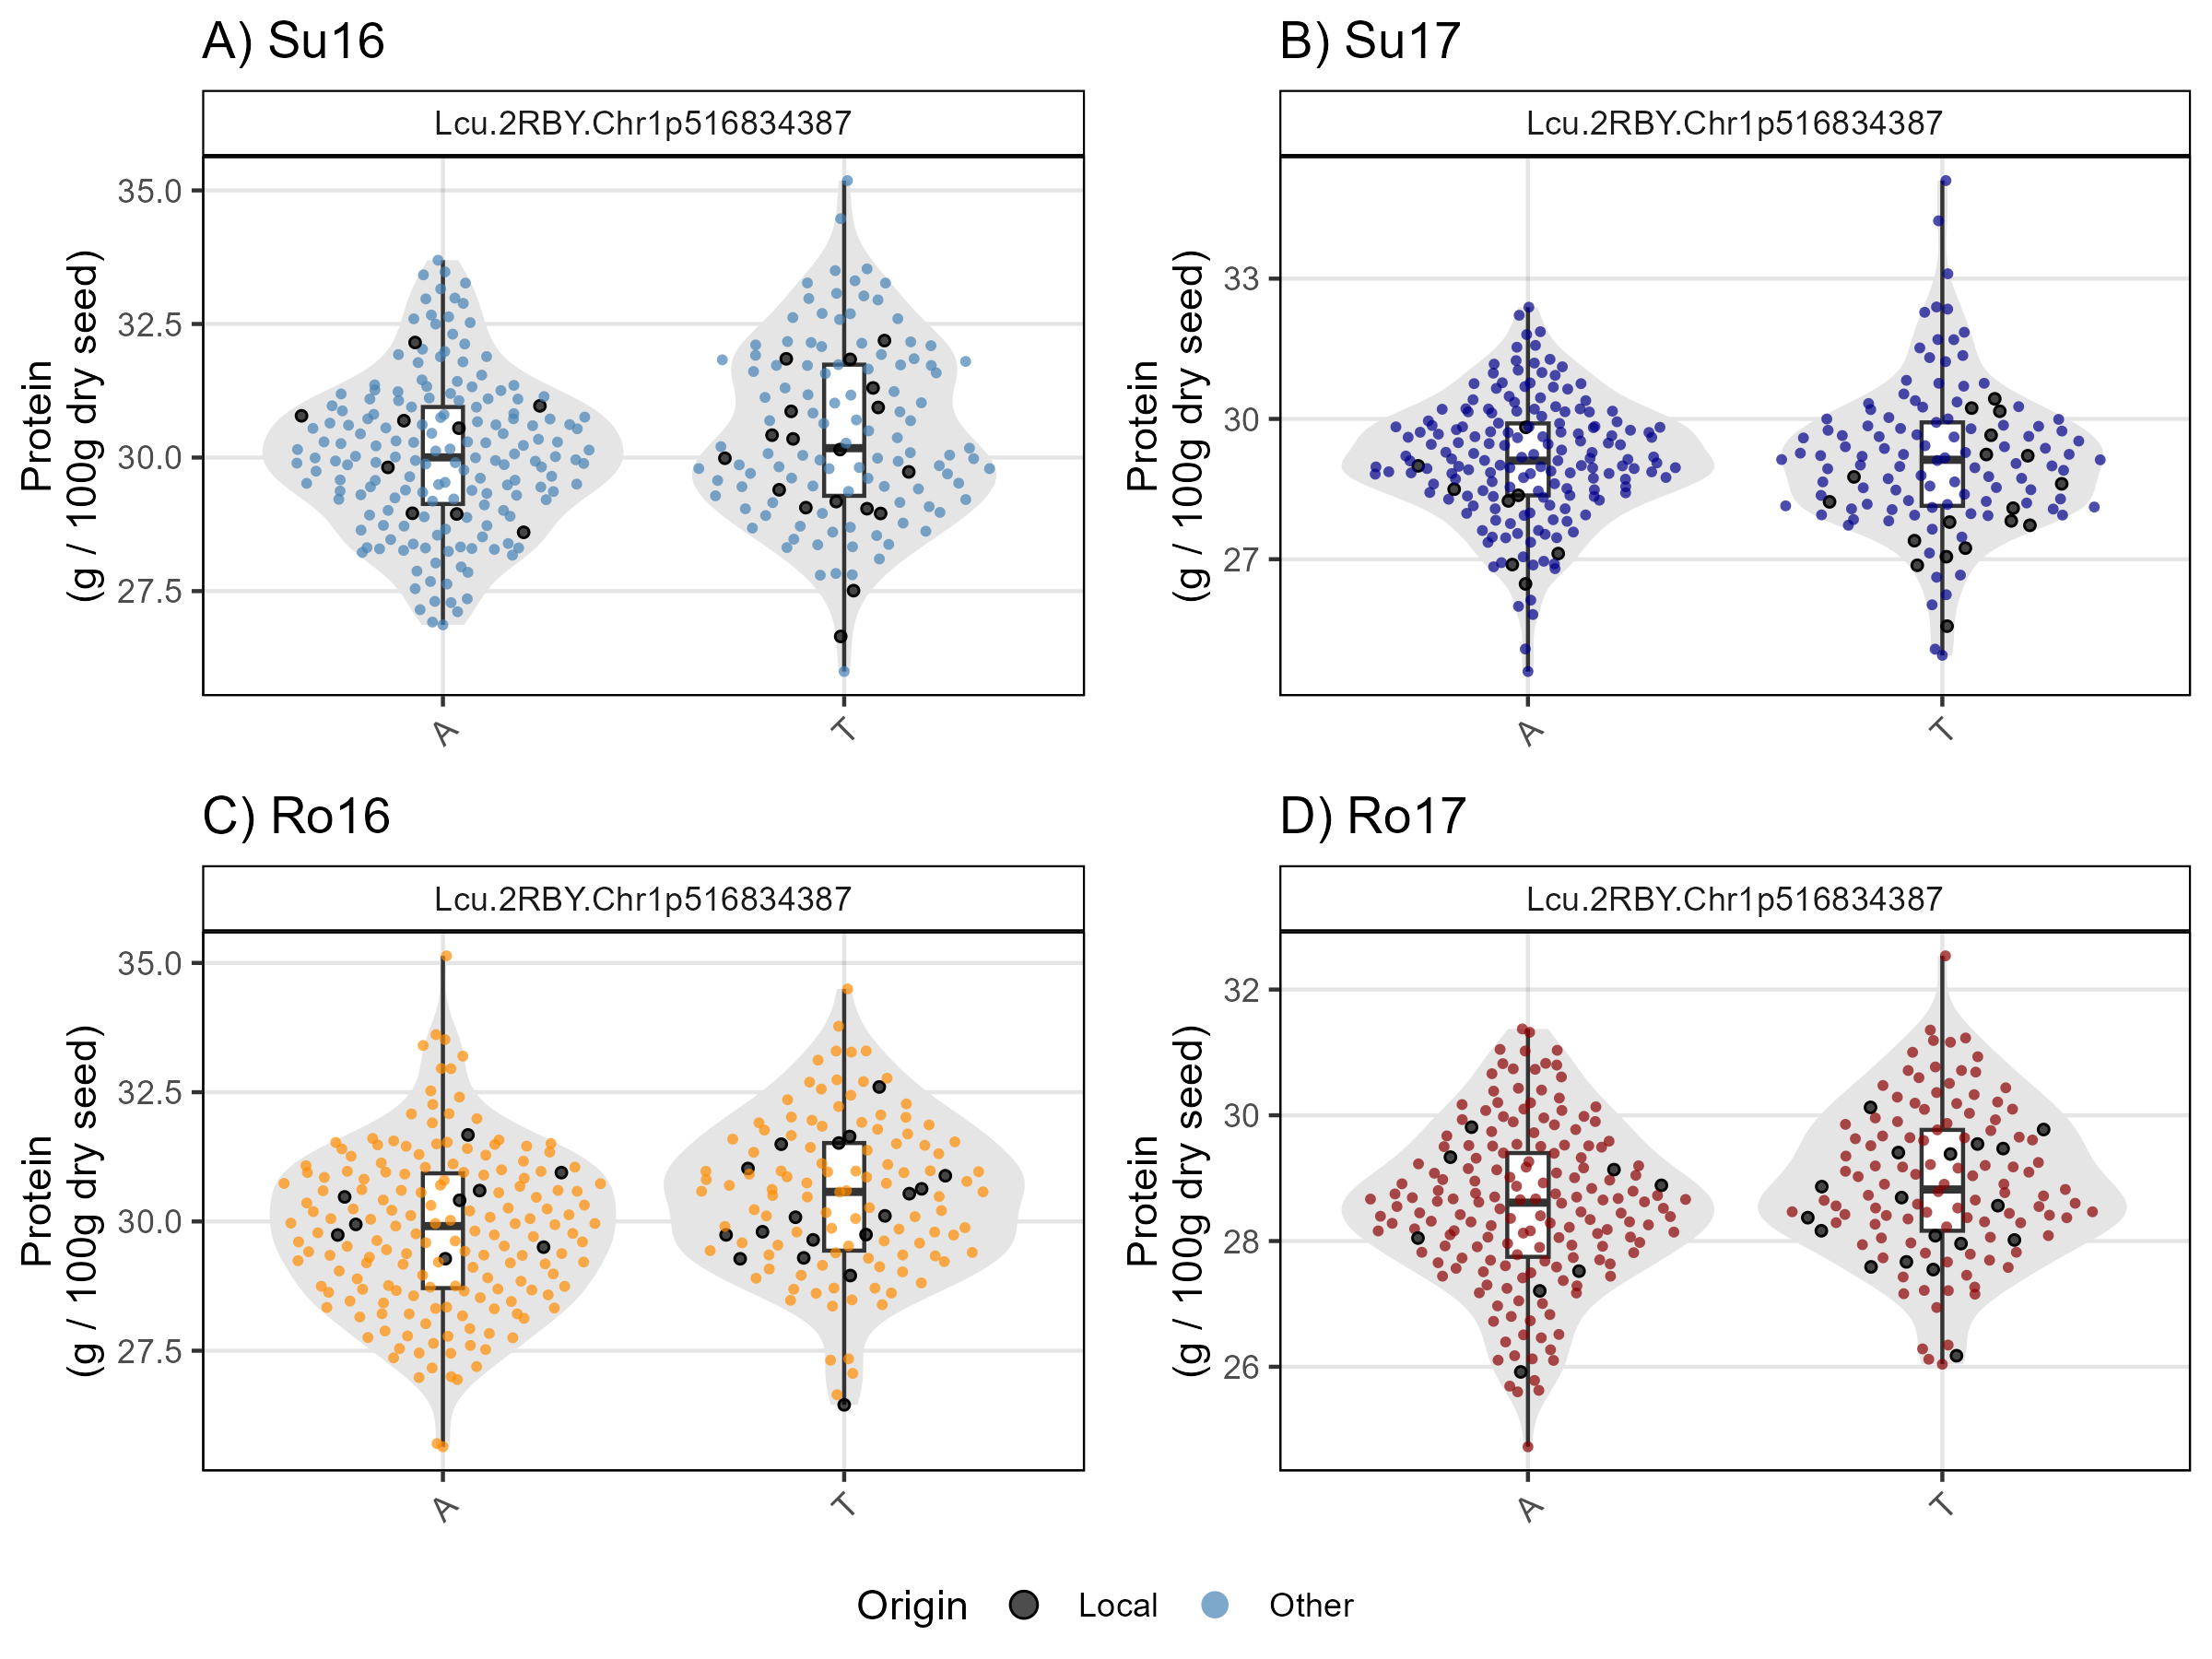 A) Su16
Lcu.2RBY.Chr1p516834387
Protein
(g / 100g dry seed)
35.0
32.5
30.0
27.5
A
T
B) Su17
Lcu.2RBY.Chr1p516834387
Protein
(g / 100g dry seed)
33
30
27
A
T
C) Ro16
Lcu.2RBY.Chr1p516834387
Protein
(g / 100g dry seed)
35.0
32.5
30.0
27.5
A
T
D) Ro17
Lcu.2RBY.Chr1p516834387
Protein
(g / 100g dry seed)
32
30
28
26
A
T
Origin
Local
Other